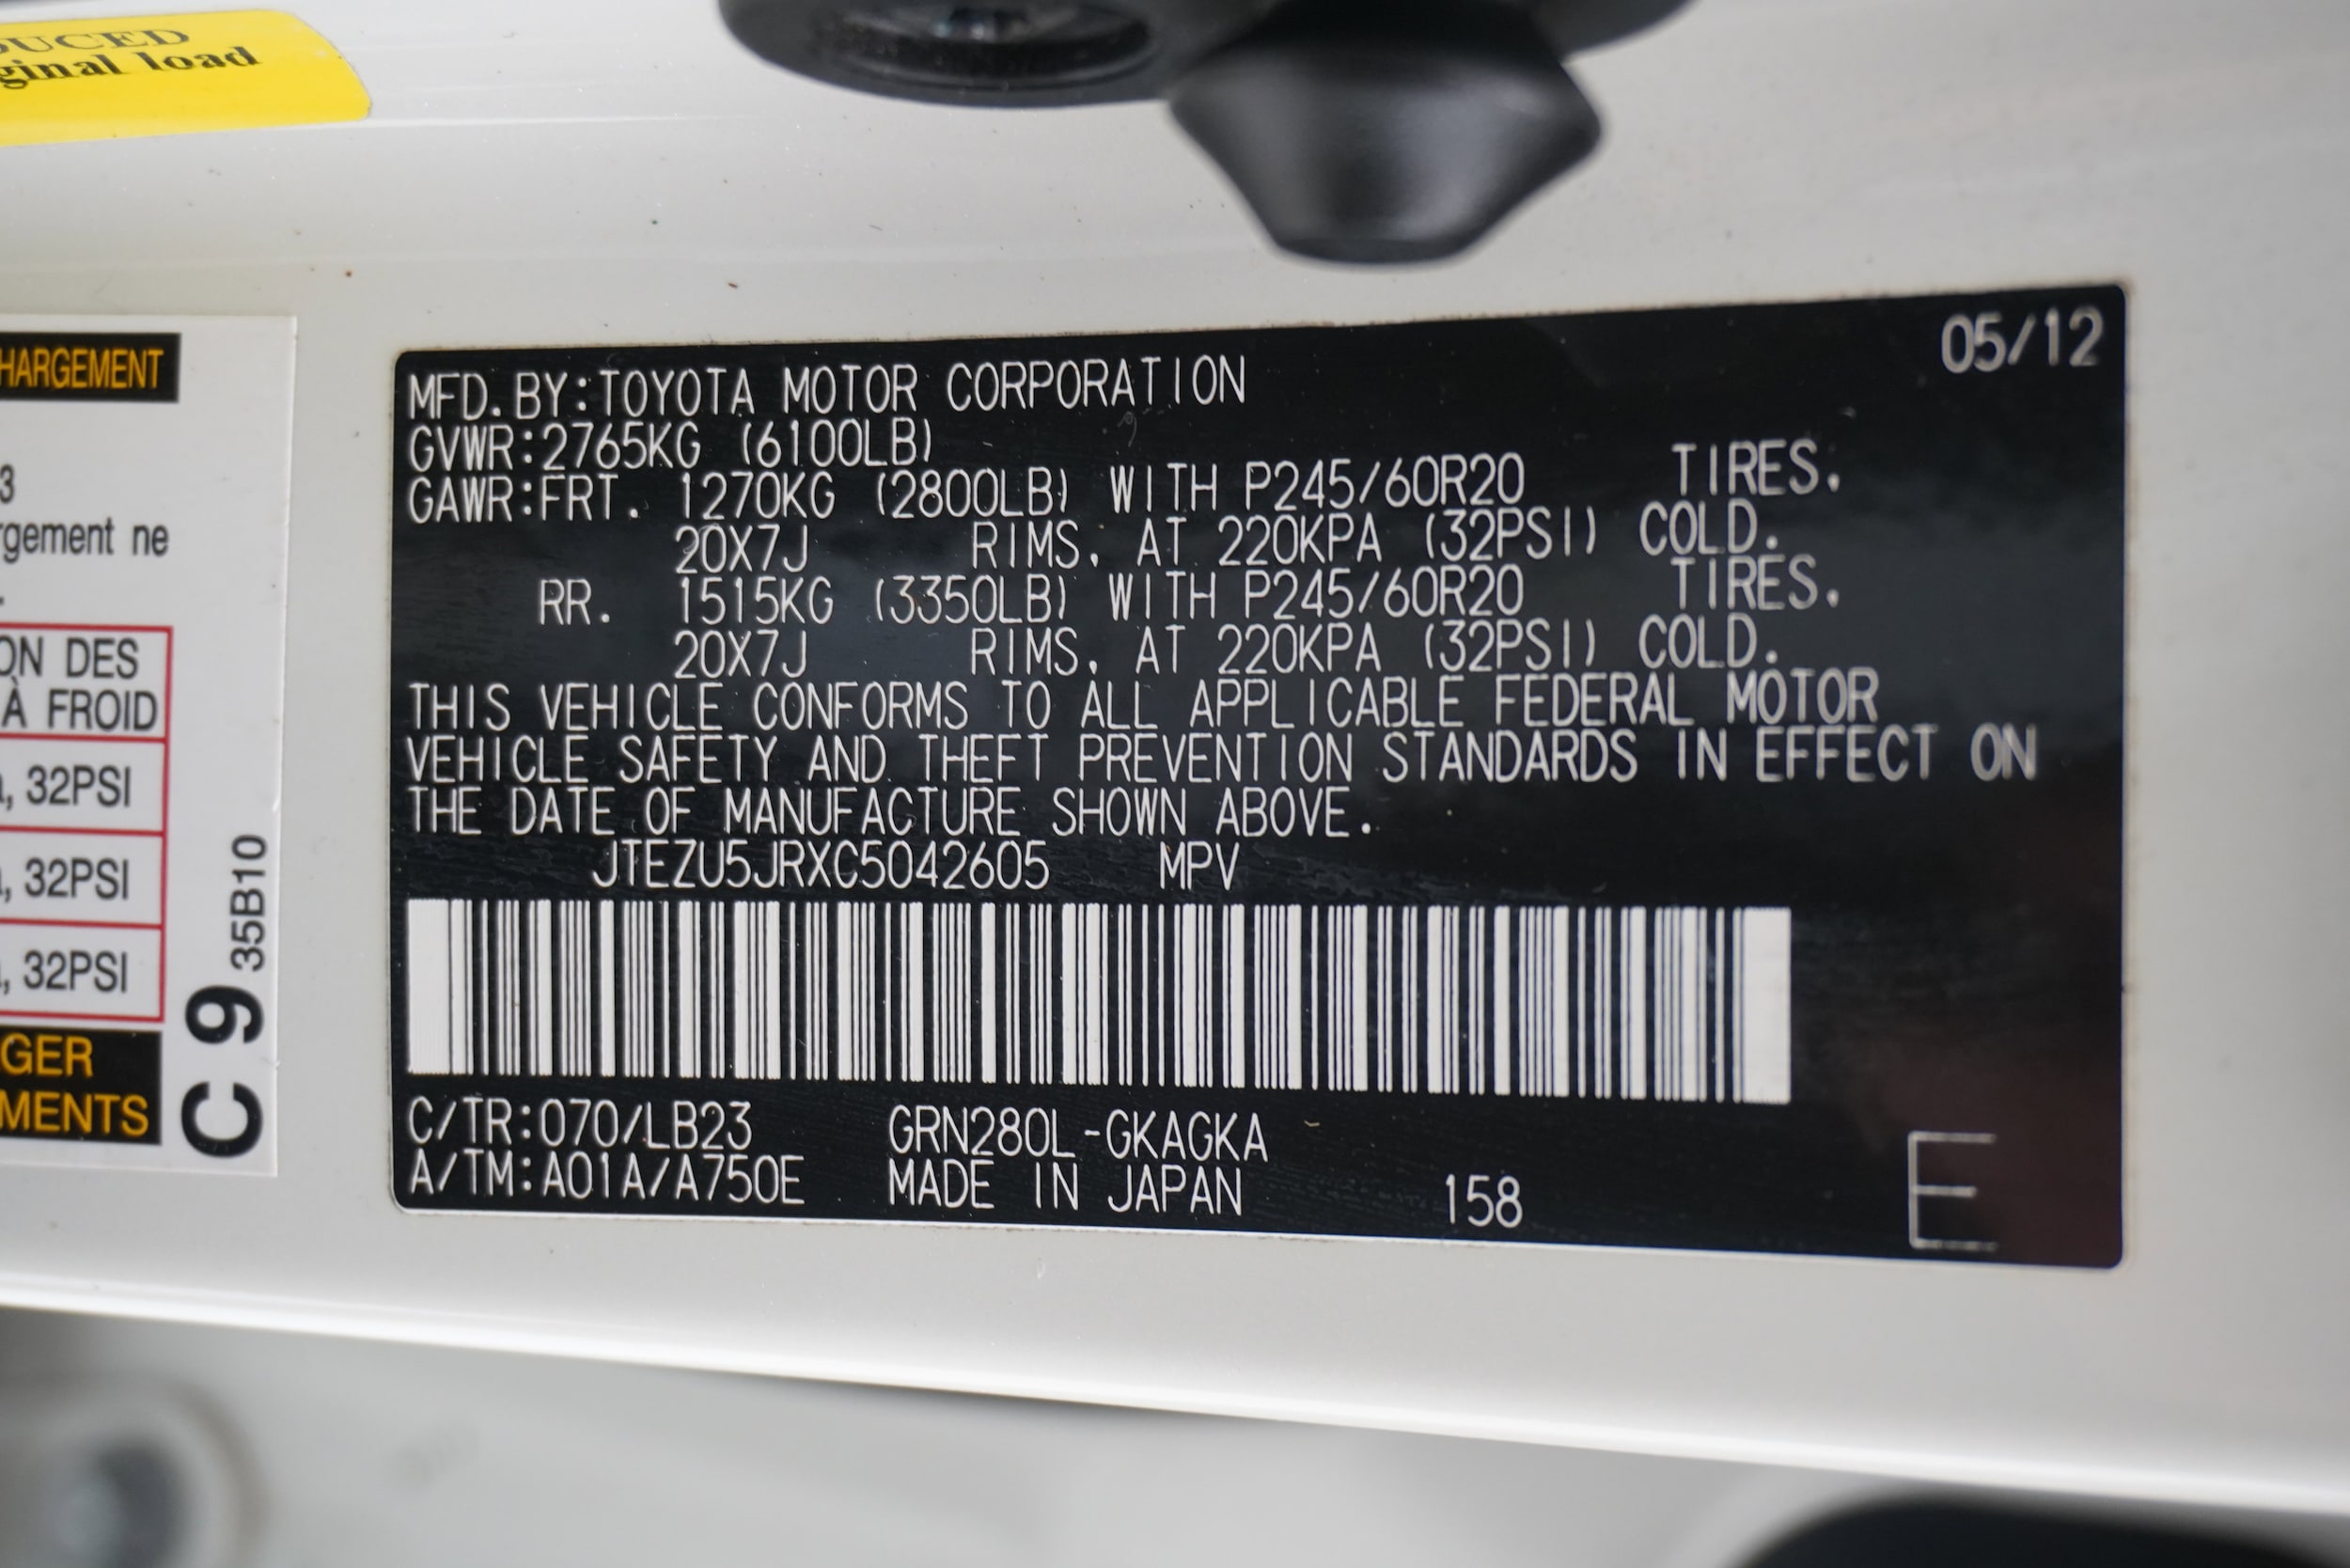 DUCED
ginal load
HARGEMENT
3
rgement ne
ON DES
À FROID
, 32PSI
, 32PSI
, 32PSI
GER
MENTS
C 9 35B10
05/12
MFD.BY:TOYOTA MOTOR CORPORATION
GVWR:2765KG (6100LB)
GAWR:FRT. 1270KG (2800LB) WITH P245/60R20 TIRES.
20X7J RIMS, AT 220KPA (32PSI) COLD.
RR. 1515KG (3350LB) WITH P245/60R20 TIRES.
20X7J RIMS, AT 220KPA (32PSI) COLD.
THIS VEHICLE CONFORMS TO ALL APPLICABLE FEDERAL MOTOR
VEHICLE SAFETY AND THEFT PREVENTION STANDARDS IN EFFECT ON
THE DATE OF MANUFACTURE SHOWN ABOVE.
JTEZU5JRXC5042605 MPV
C/TR:070/LB23 GRN280L-GKAGKA
A/TM:A01A/A750E MADE IN JAPAN 158
E